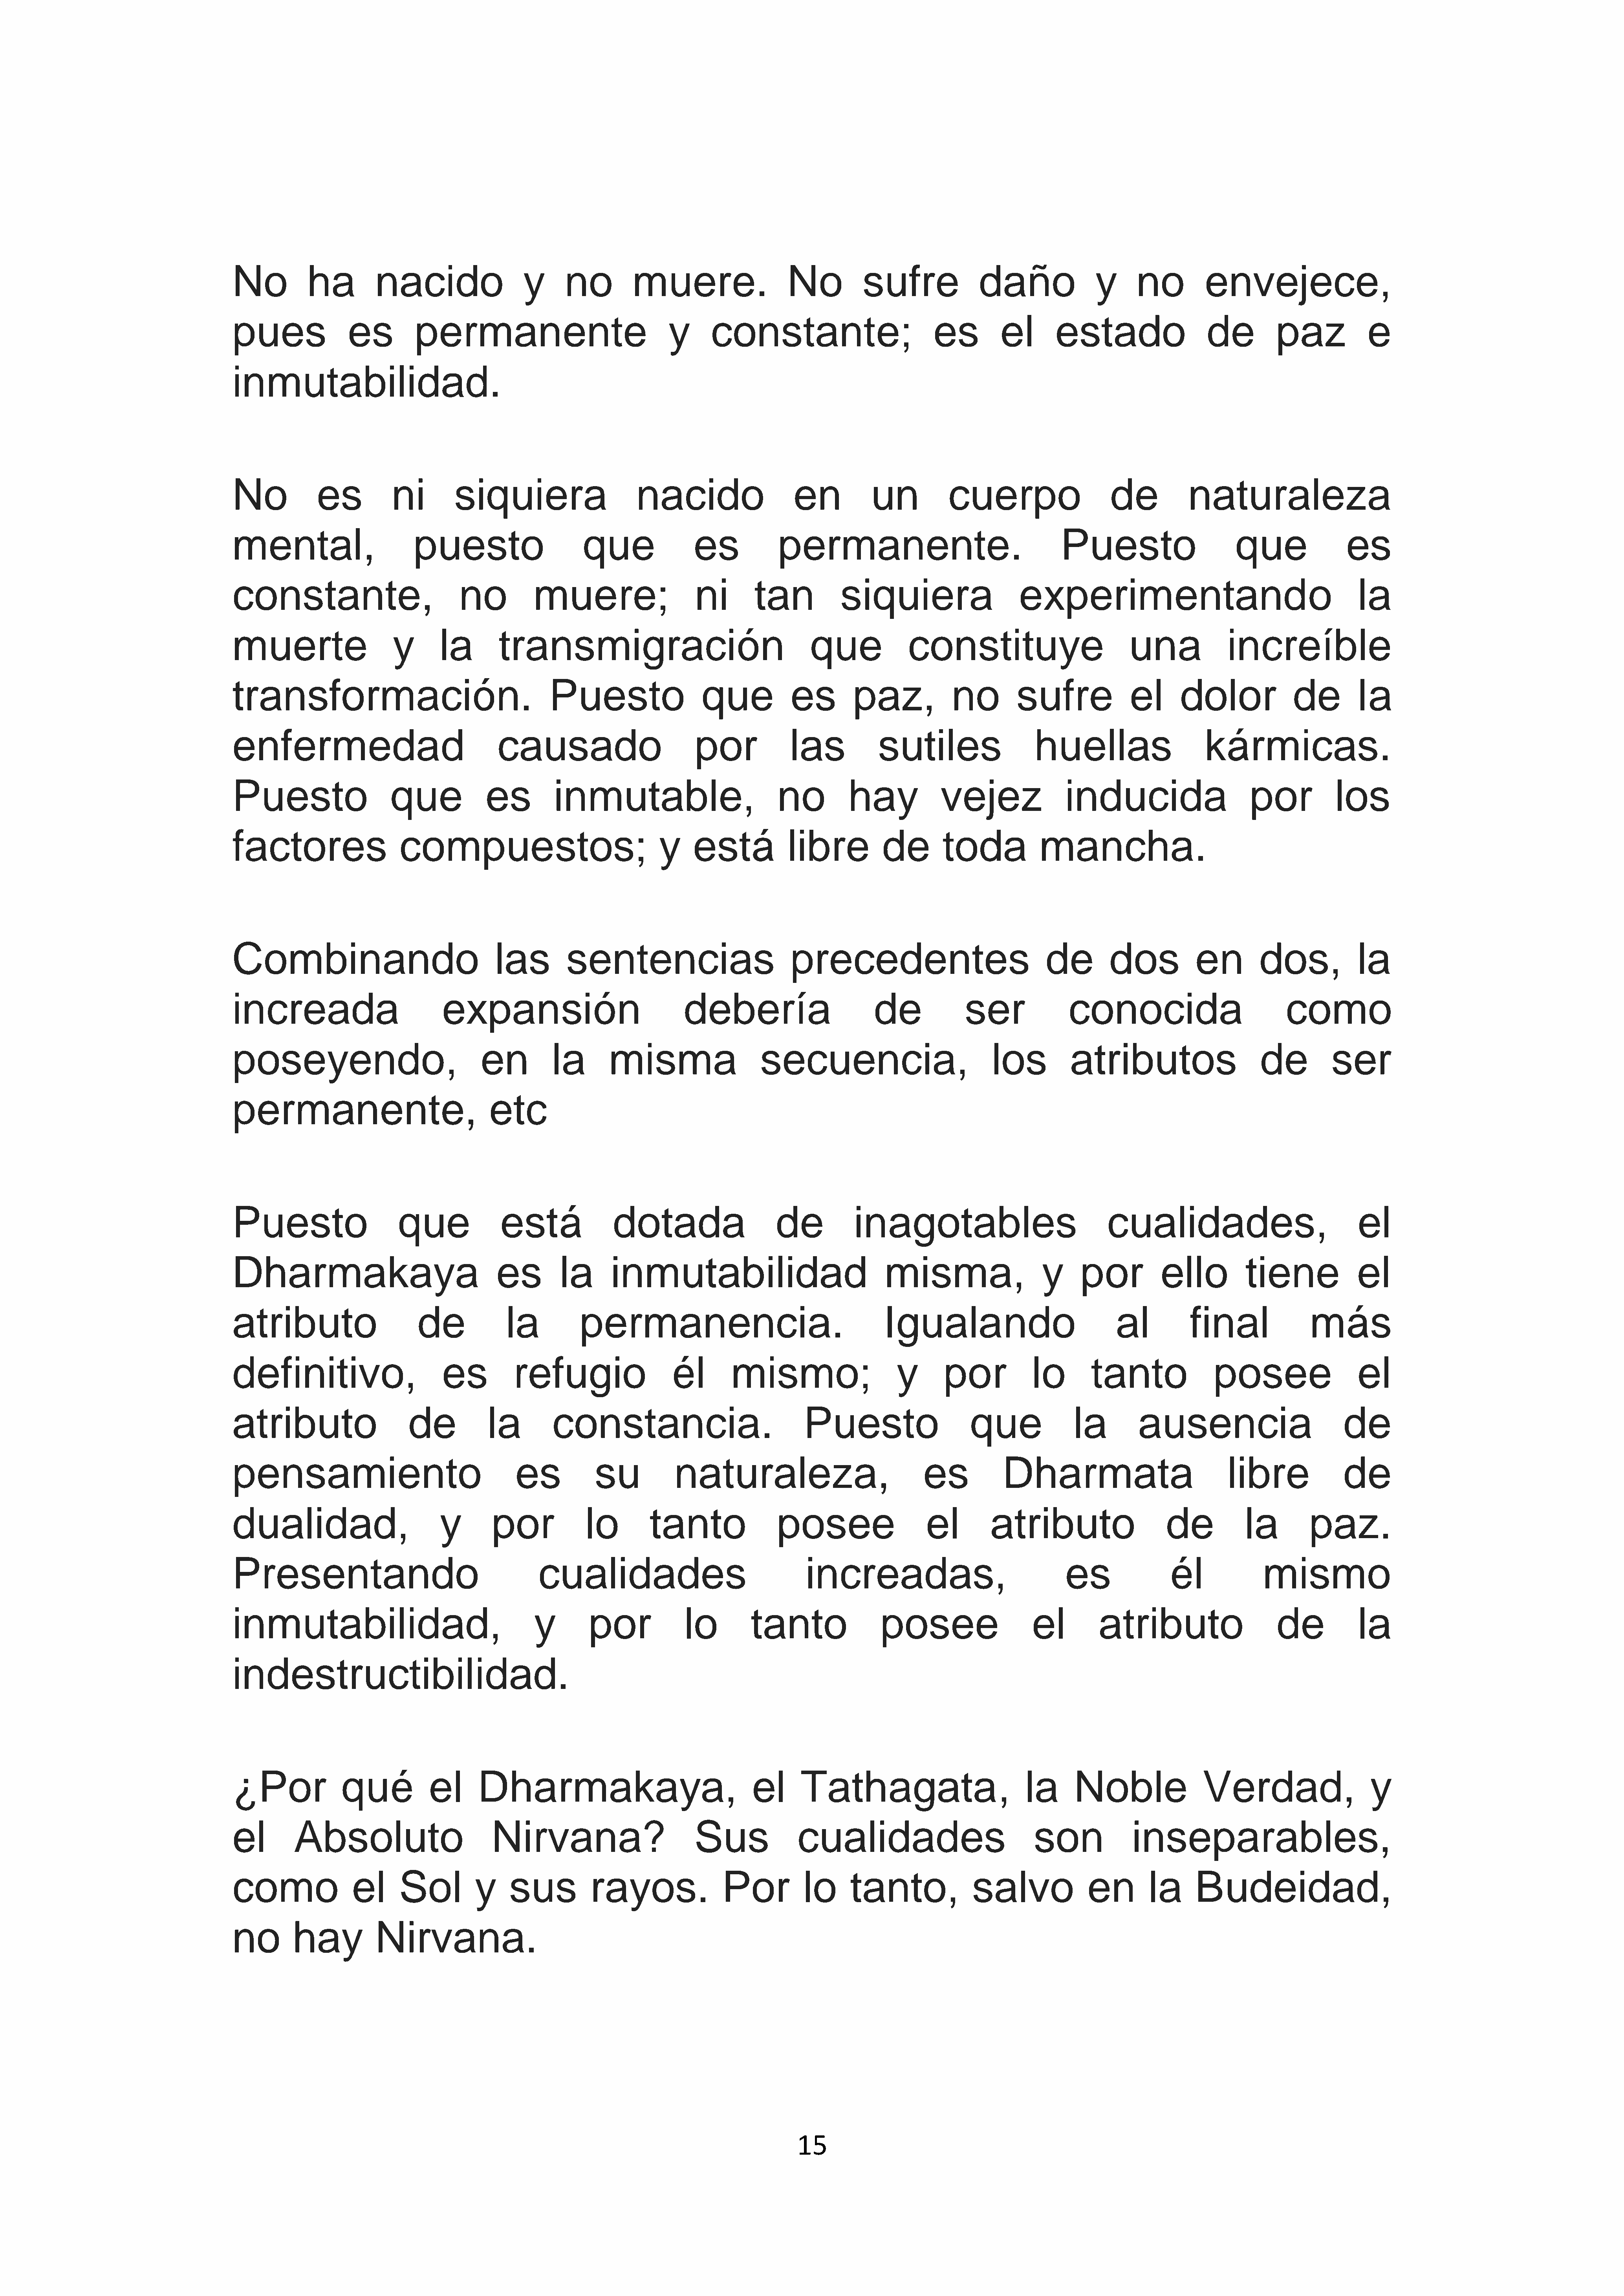 No ha nacido y no muere. No sufre daño y no envejece,
pues es permanente y constante; es el estado de paz e
inmutabilidad.
No es ni siquiera nacido en un cuerpo de naturaleza
mental, puesto que es permanente. Puesto que es
constante, no muere; ni tan siquiera experimentando la
muerte y la transmigración que constituye una increíble
transformación. Puesto que es paz, no sufre el dolor de la
enfermedad causado por las sutiles huellas kármicas.
Puesto que es inmutable, no hay vejez inducida por los
factores compuestos; y está libre de toda mancha.
Combinando las sentencias precedentes de dos en dos, la
increada expansión debería de ser conocida como
poseyendo, en la misma secuencia, los atributos de ser
permanente, etc
Puesto que está dotada de inagotables cualidades, el
Dharmakaya es la inmutabilidad misma, y por ello tiene el
atributo de la permanencia. Igualando al final más
definitivo, es refugio él mismo; y por lo tanto posee el
atributo de la constancia. Puesto que la ausencia de
pensamiento es su naturaleza, es Dharmata libre de
dualidad, y por lo tanto posee el atributo de la paz.
Presentando cualidades increadas, es él mismo
inmutabilidad, y por lo tanto posee el atributo de la
indestructibilidad.
¿Por qué el Dharmakaya, el Tathagata, la Noble Verdad, y
el Absoluto Nirvana? Sus cualidades son inseparables,
como el Sol y sus rayos. Por lo tanto, salvo en la Budeidad,
no hay Nirvana.
15